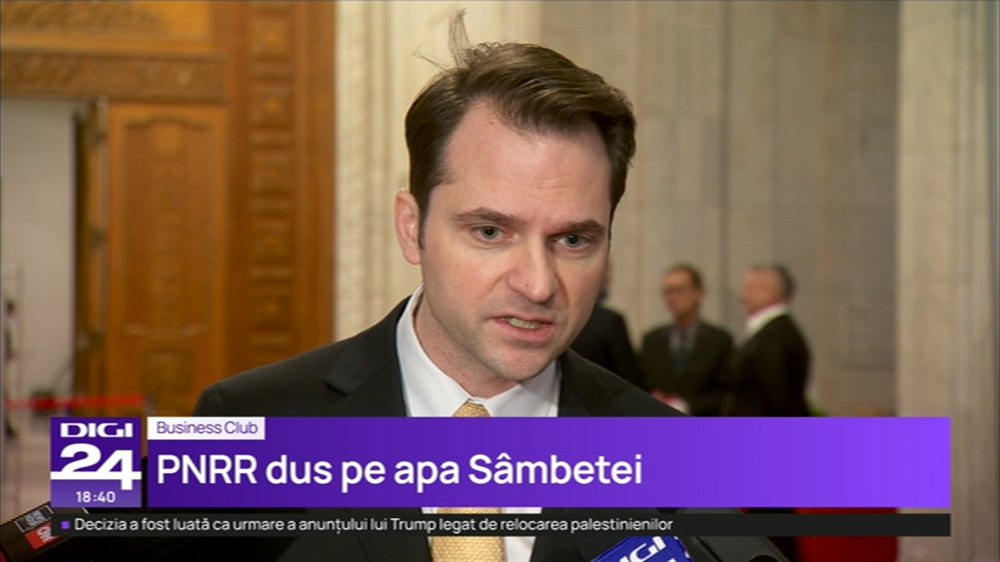 DIGI
24
18:40
Business Club
PNRR dus pe apa Sâmbetei
Decizia a fost luată ca urmare a anunțului lui Trump legat de relocarea palestinienilor
DIGI